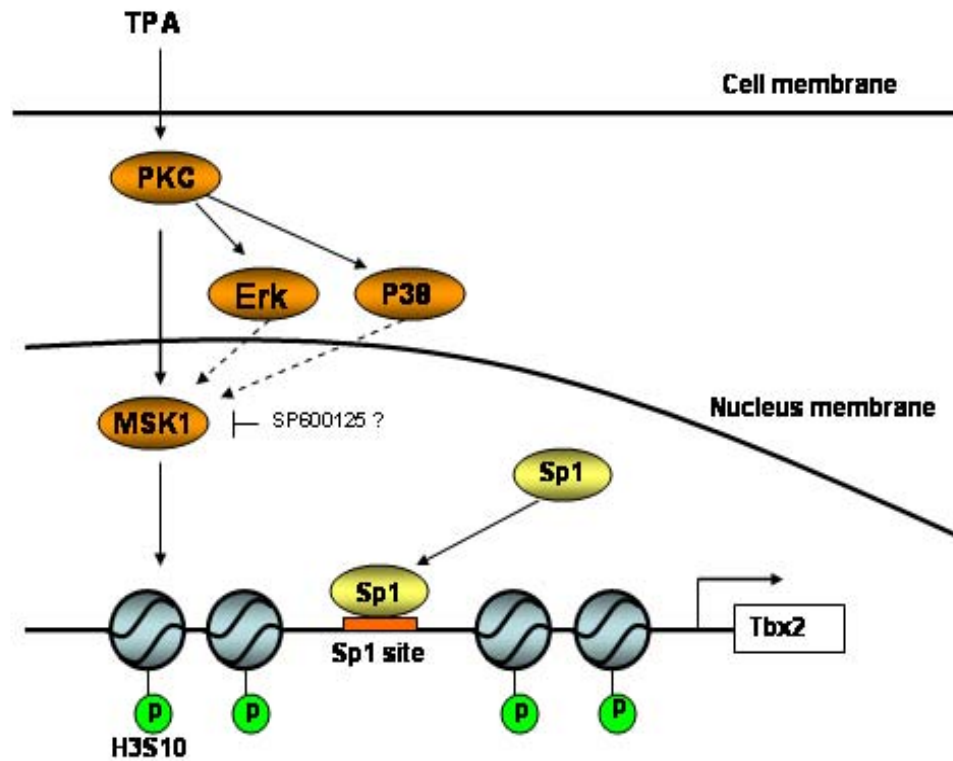 TPA
Cell membrane
PKC
Erk
P38
MSK1
SP600125 ?
Nucleus membrane
Sp1
Sp1
Sp1 site
Tbx2
p
p
p
p
H3S10